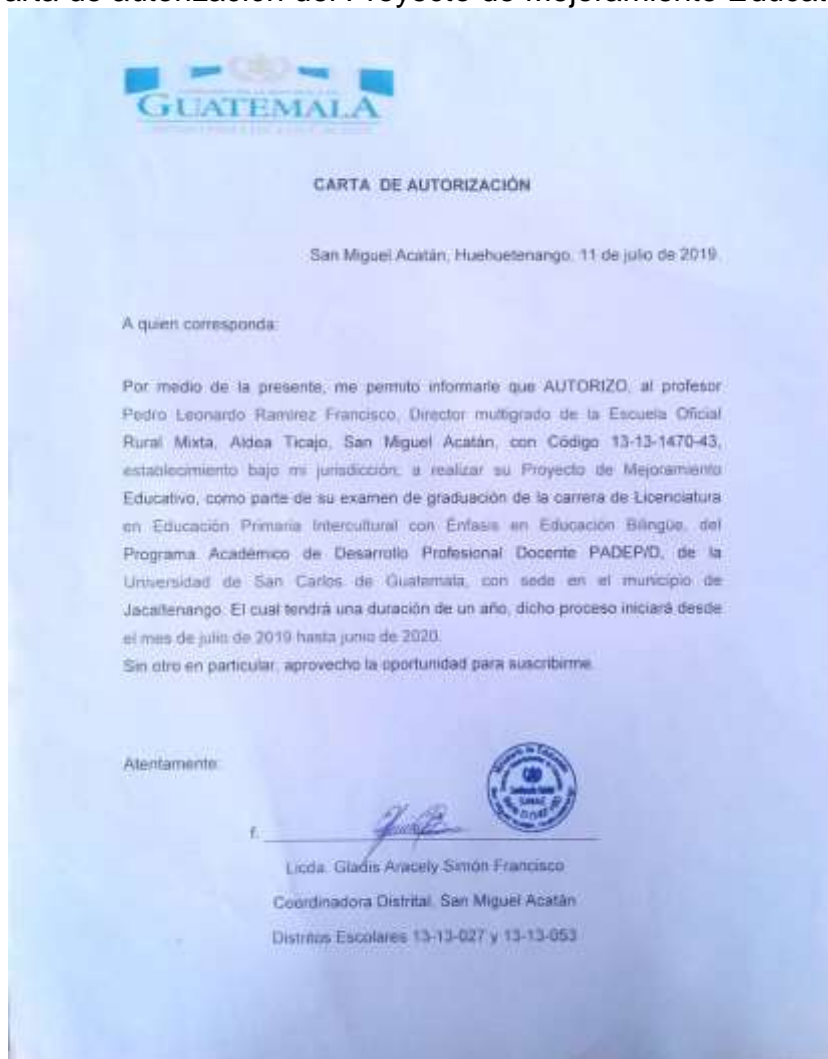 arta de autorización del Proyecto de Mejoramiento Educat
GUATEMALA
CARTA DE AUTORIZACIÓN
San Miguel Acatán, Huehuetenango, 11 de julio de 2019.
A quien corresponda:
Por medio de la presente, me permito informarle que AUTORIZO, al profesor
Pedro Leonardo Ramírez Francisco, Director multigrado de la Escuela Oficial
Rural Mixta, Aldea Ticajo, San Miguel Acatán, con Código 13-13-1470-43,
establecimiento bajo mi jurisdicción, a realizar su Proyecto de Mejoramiento
Educativo, como parte de su examen de graduación de la carrera de Licenciatura
en Educación Primaria Intercultural con Énfasis en Educación Bilingüe, del
Programa Académico de Desarrollo Profesional Docente PADEP/D, de la
Universidad de San Carlos de Guatemala, con sede en el municipio de
Jacaltenango. El cual tendrá una duración de un año, dicho proceso iniciará desde
el mes de julio de 2019 hasta junio de 2020.
Sin otro en particular, aprovecho la oportunidad para suscribirme.
Atentamente:
Ministerio de Educación
f.
Licda. Gladis Aracely Simón Francisco
Coordinadora Distrital, San Miguel Acatán
Distritos Escolares 13-13-027 y 13-13-053